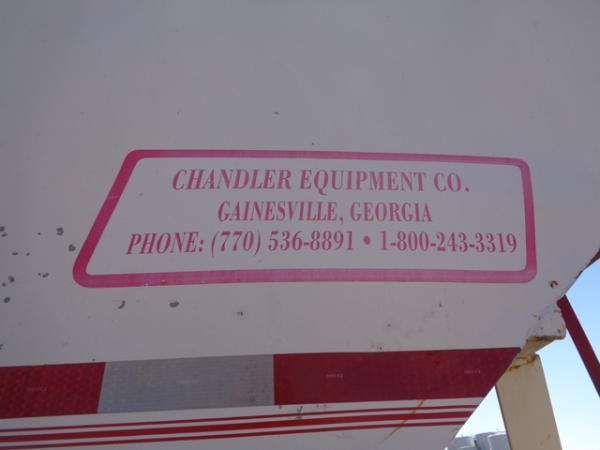 CHANDLER EQUIPMENT CO.
GAINESVILLE, GEORGIA
PHONE: (770) 536-8891 • 1-800-243-3319